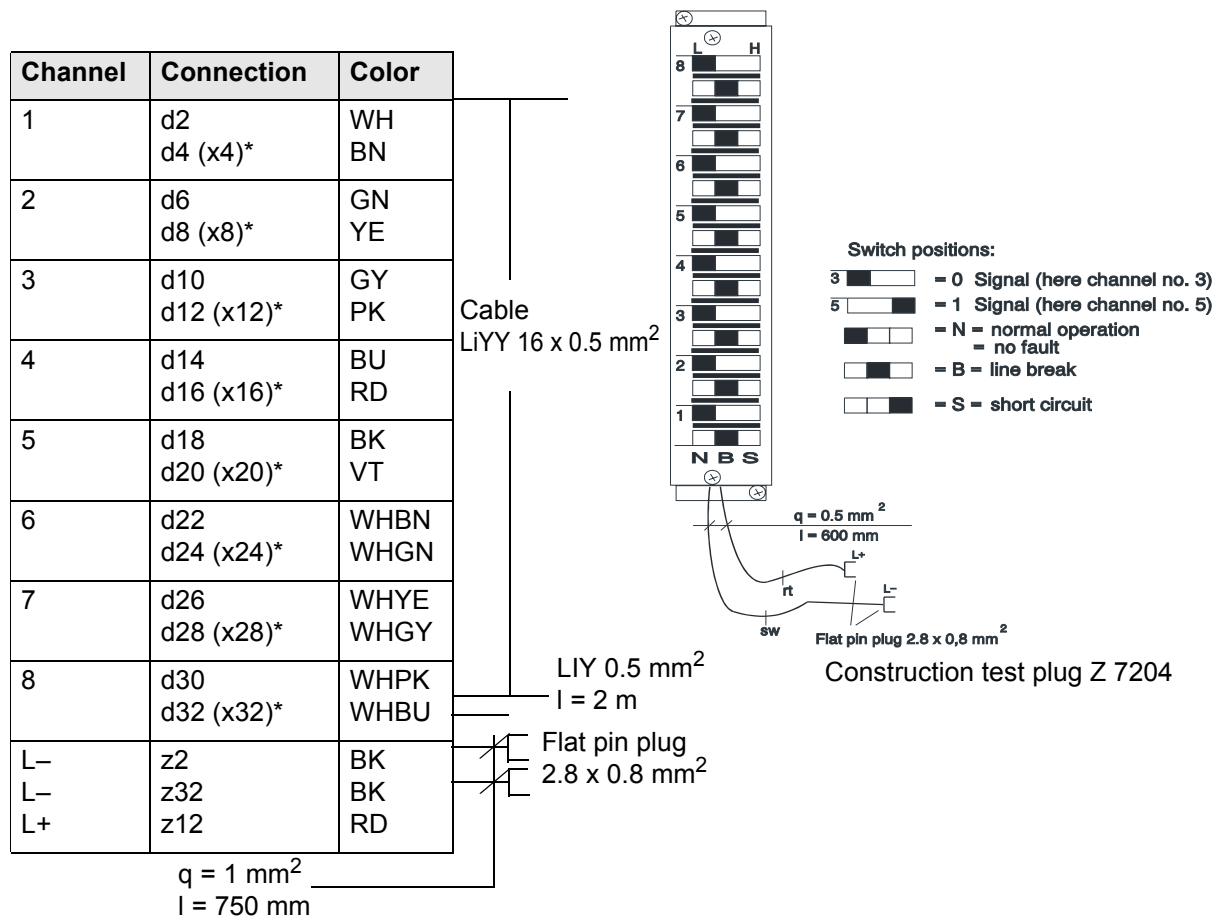 Channel Connection Color
1 d2 WH
d4 (x4)* BN
2 d6 GN
d8 (x8)* YE
3 d10 GY
d12 (x12)* PK
4 d14 BU
d16 (x16)* RD
5 d18 BK
d20 (x20)* VT
6 d22 WHBN
d24 (x24)* WHGN
7 d26 WHYE
d28 (x28)* WHGY
8 d30 WHPK
d32 (x32)* WHBU
L– z2 BK
L– z32 BK
L+ z12 RD
q = 1 mm2
l = 750 mm
Cable
LiYY 16 x 0.5 mm2
LIY 0.5 mm2
l = 2 m
Flat pin plug
2.8 x 0.8 mm2
L H
8
7
6
5
4
3
2
1
N B S
q = 0.5 mm 2
l = 600 mm
L+
rt
L–
sw
Flat pin plug 2.8 x 0,8 mm 2
Construction test plug Z 7204
Switch positions:
3 = 0 Signal (here channel no. 3)
5 = 1 Signal (here channel no. 5)
= N = normal operation
= no fault
= B = line break
= S = short circuit